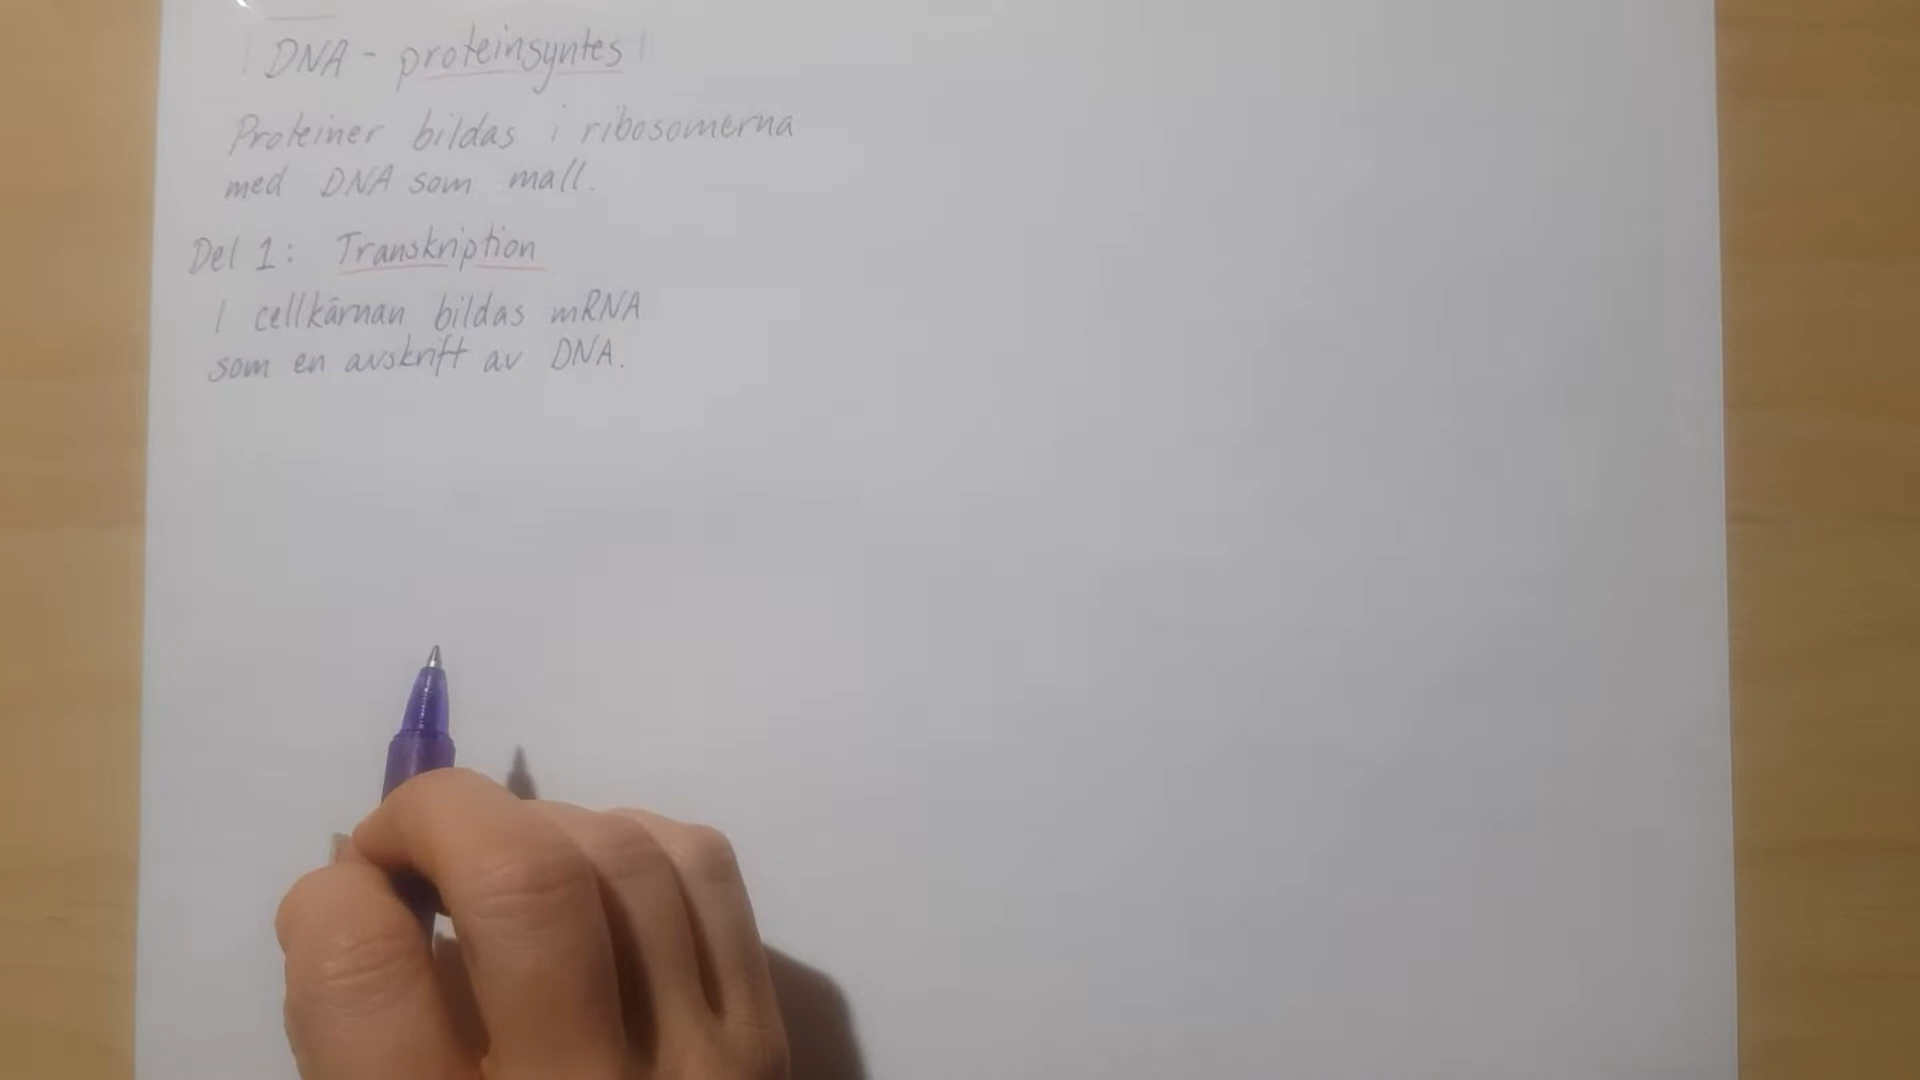 DNA - proteinsyntes
Proteiner bildas i ribosomerna
med DNA som mall.
Del 1: Transkription
I cellkärnan bildas mRNA
som en avskrift av DNA.